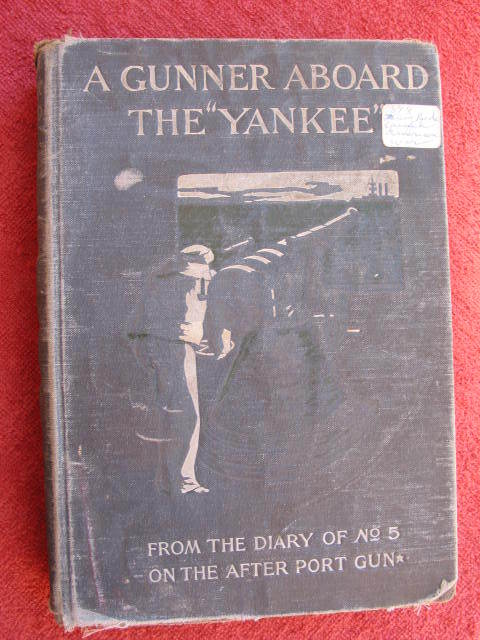 A GUNNER ABOARD
THE "YANKEE"
FROM THE DIARY OF No 5
ON THE AFTER PORT GUN